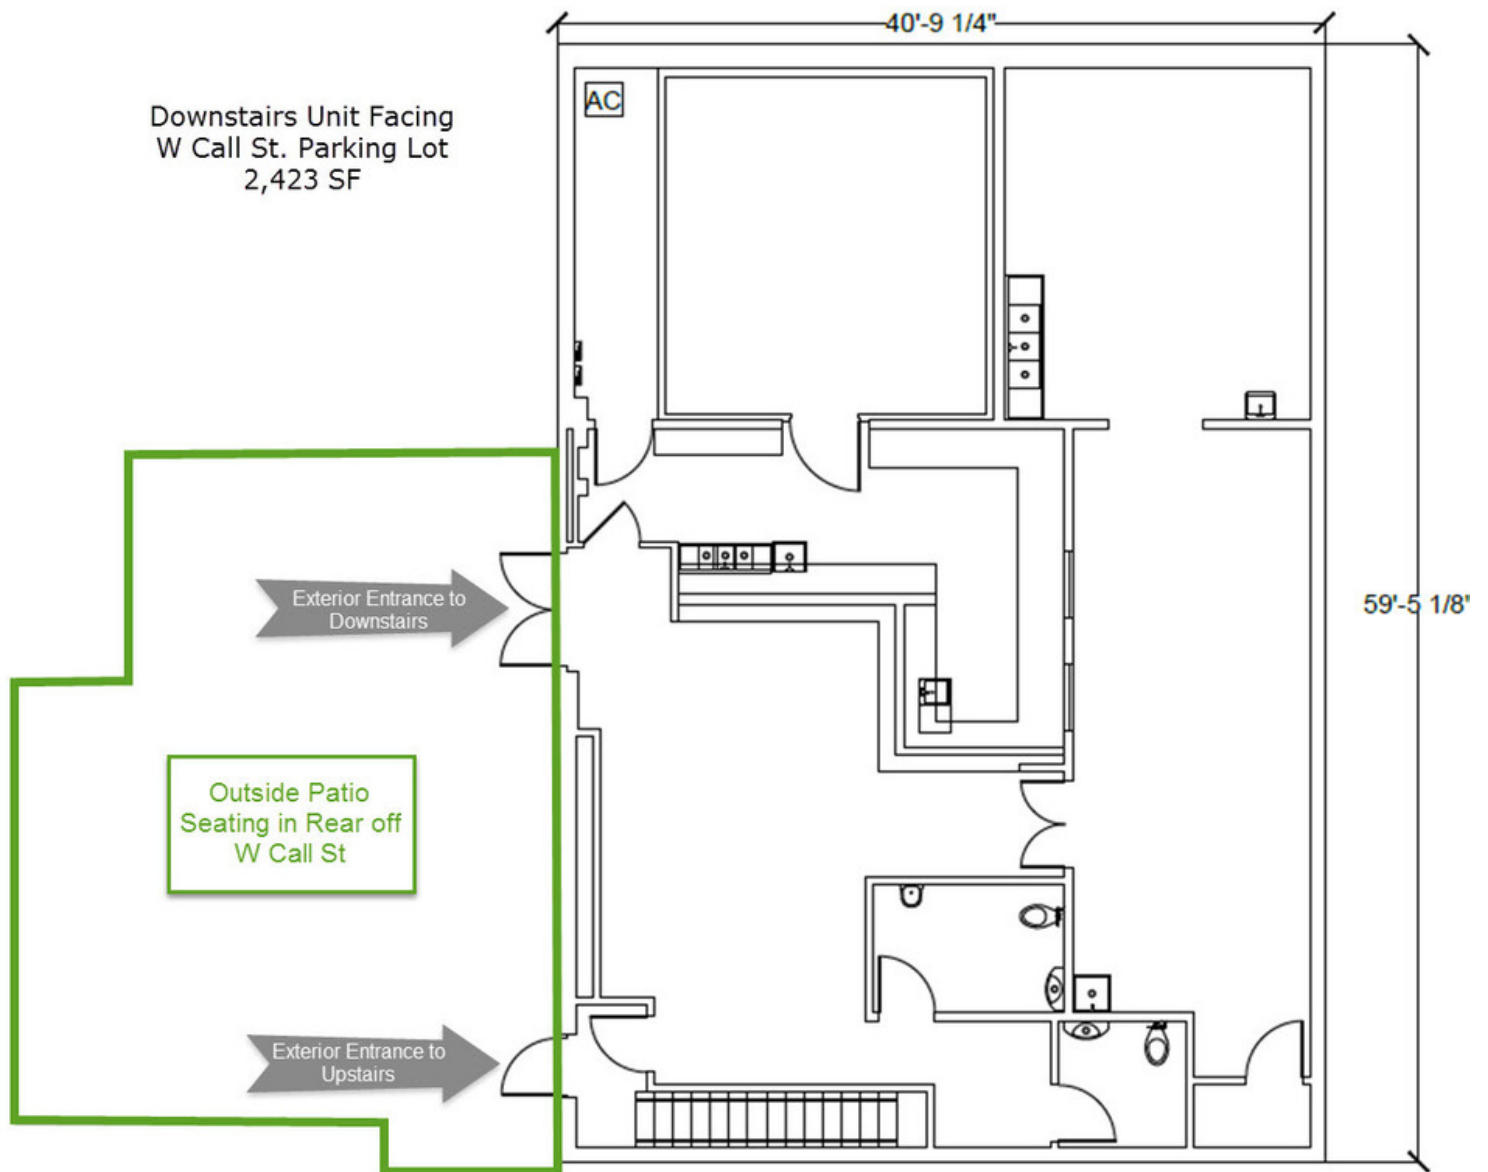 40'-9 1/4"
AC
Downstairs Unit Facing
W Call St. Parking Lot
2,423 SF
Exterior Entrance to
Downstairs
59'-5 1/8"
Outside Patio
Seating in Rear off
W Call St
Exterior Entrance to
Upstairs